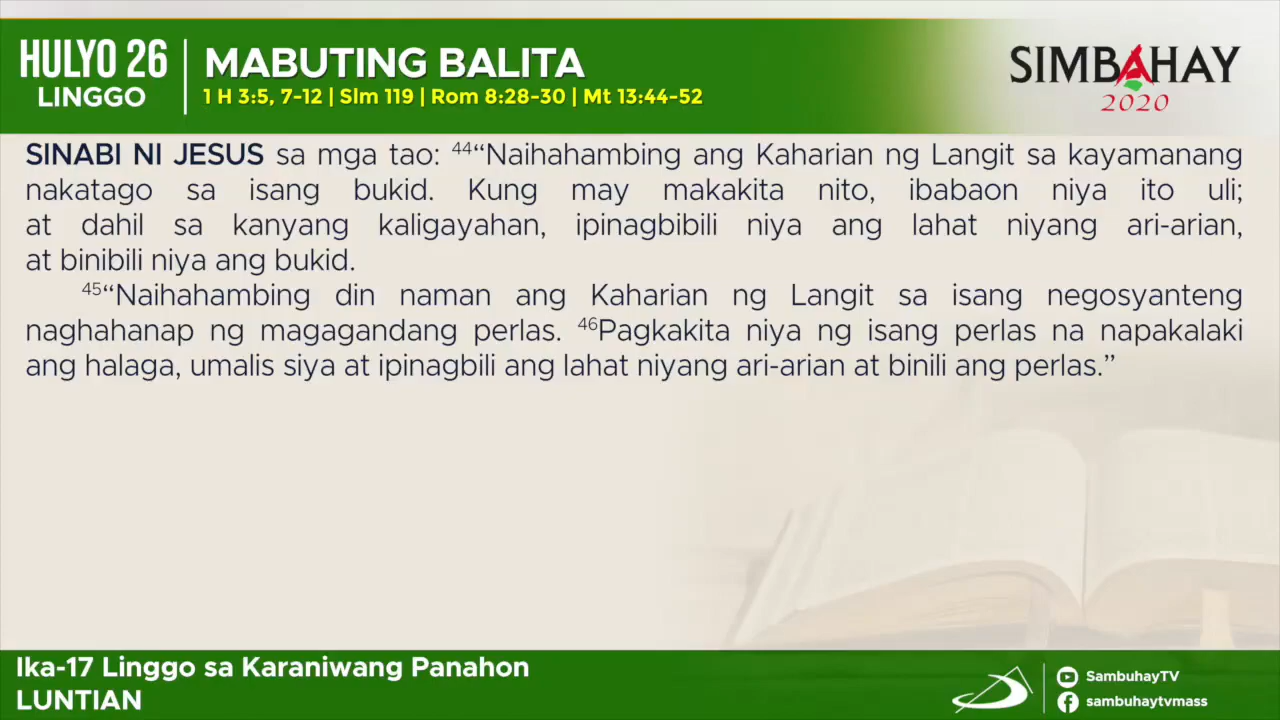 HULYO 26
LINGGO
MABUTING BALITA
1 H 3:5, 7-12 | Slm 119 | Rom 8:28-30 | Mt 13:44-52
SIMBAHAY
2020
SINABI NI JESUS sa mga tao: ⁴⁴“Naihahambing ang Kaharian ng Langit sa kayamanang
nakatago sa isang bukid. Kung may makakita nito, ibabaon niya ito uli;
at dahil sa kanyang kaligayahan, ipinagbibili niya ang lahat niyang ari-arian,
at binibili niya ang bukid.
⁴⁵“Naihahambing din naman ang Kaharian ng Langit sa isang negosyanteng
naghahanap ng magagandang perlas. ⁴⁶Pagkakita niya ng isang perlas na napakalaki
ang halaga, umalis siya at ipinagbili ang lahat niyang ari-arian at binili ang perlas.”
Ika-17 Linggo sa Karaniwang Panahon
LUNTIAN
SambuhayTV
sambuhaytvmass